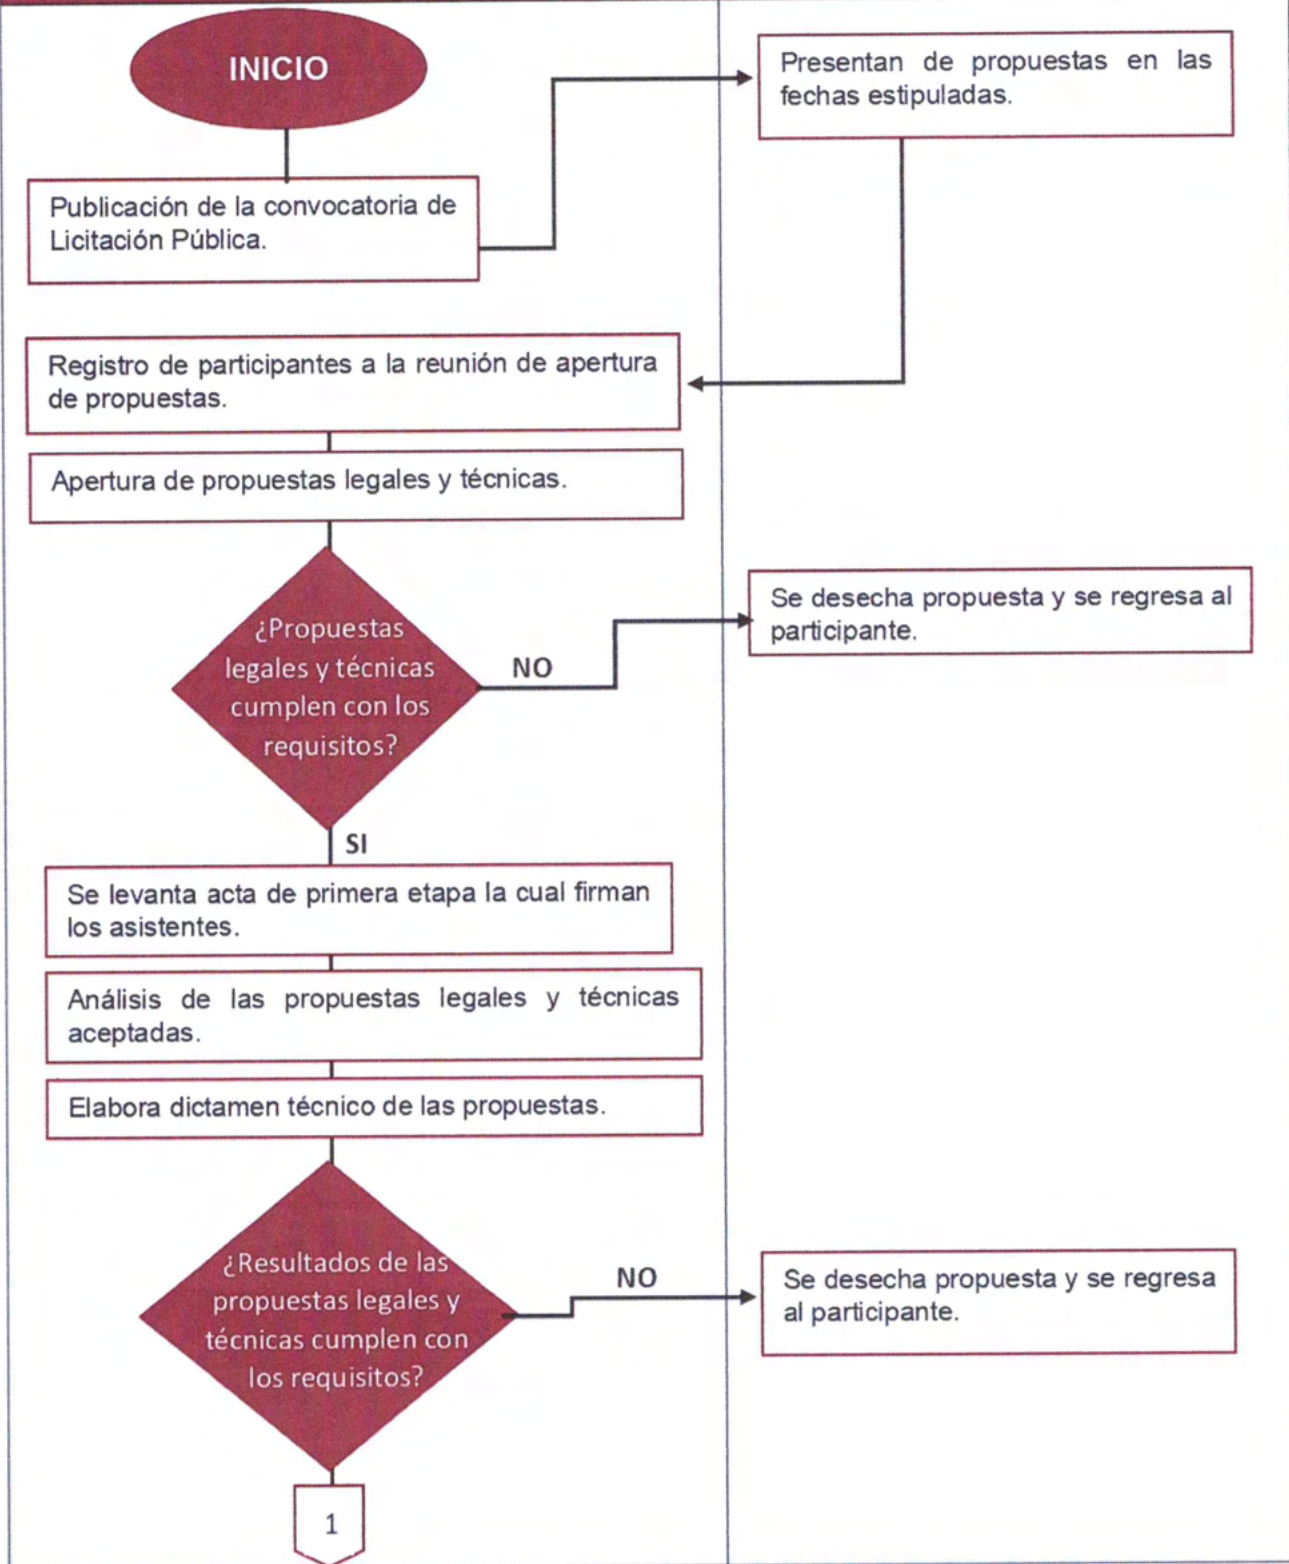 INICIO
Presentan de propuestas en las
fechas estipuladas.
Publicación de la convocatoria de
Licitación Pública.
Registro de participantes a la reunión de apertura
de propuestas.
Apertura de propuestas legales y técnicas.
¿Propuestas
legales y técnicas
cumplen con los
requisitos?
NO
Se desecha propuesta y se regresa al
participante.
SI
Se levanta acta de primera etapa la cual firman
los asistentes.
Análisis de las propuestas legales y técnicas
aceptadas.
Elabora dictamen técnico de las propuestas.
¿Resultados de las
propuestas legales y
técnicas cumplen con
los requisitos?
NO
Se desecha propuesta y se regresa
al participante.
1